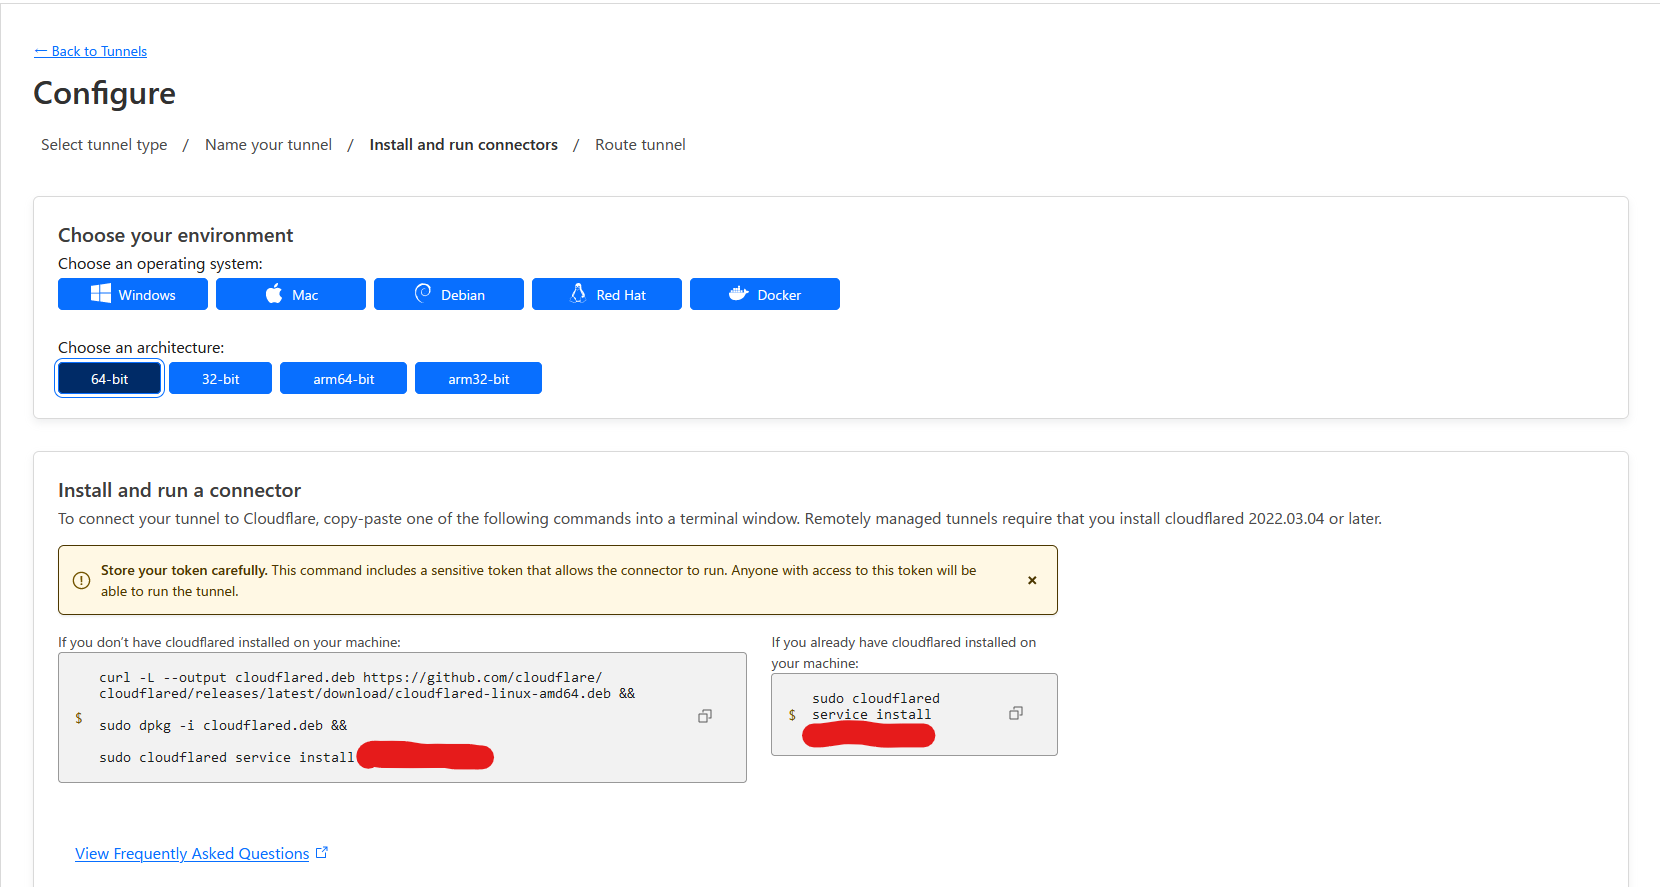 ← Back to Tunnels
Configure
Select tunnel type / Name your tunnel / Install and run connectors / Route tunnel
Choose your environment
Choose an operating system:
Windows Mac Debian Red Hat Docker
Choose an architecture:
64-bit 32-bit arm64-bit arm32-bit
Install and run a connector
To connect your tunnel to Cloudflare, copy-paste one of the following commands into a terminal window. Remotely managed tunnels require that you install cloudflared 2022.03.04 or later.
Store your token carefully. This command includes a sensitive token that allows the connector to run. Anyone with access to this token will be
able to run the tunnel.
If you don't have cloudflared installed on your machine:
curl -L --output cloudflared.deb https://github.com/cloudflare/
cloudflared/releases/latest/download/cloudflared-linux-amd64.deb &&
$ sudo dpkg -i cloudflared.deb &&
sudo cloudflared service install
If you already have cloudflared installed on
your machine:
sudo cloudflared
$ service install
View Frequently Asked Questions